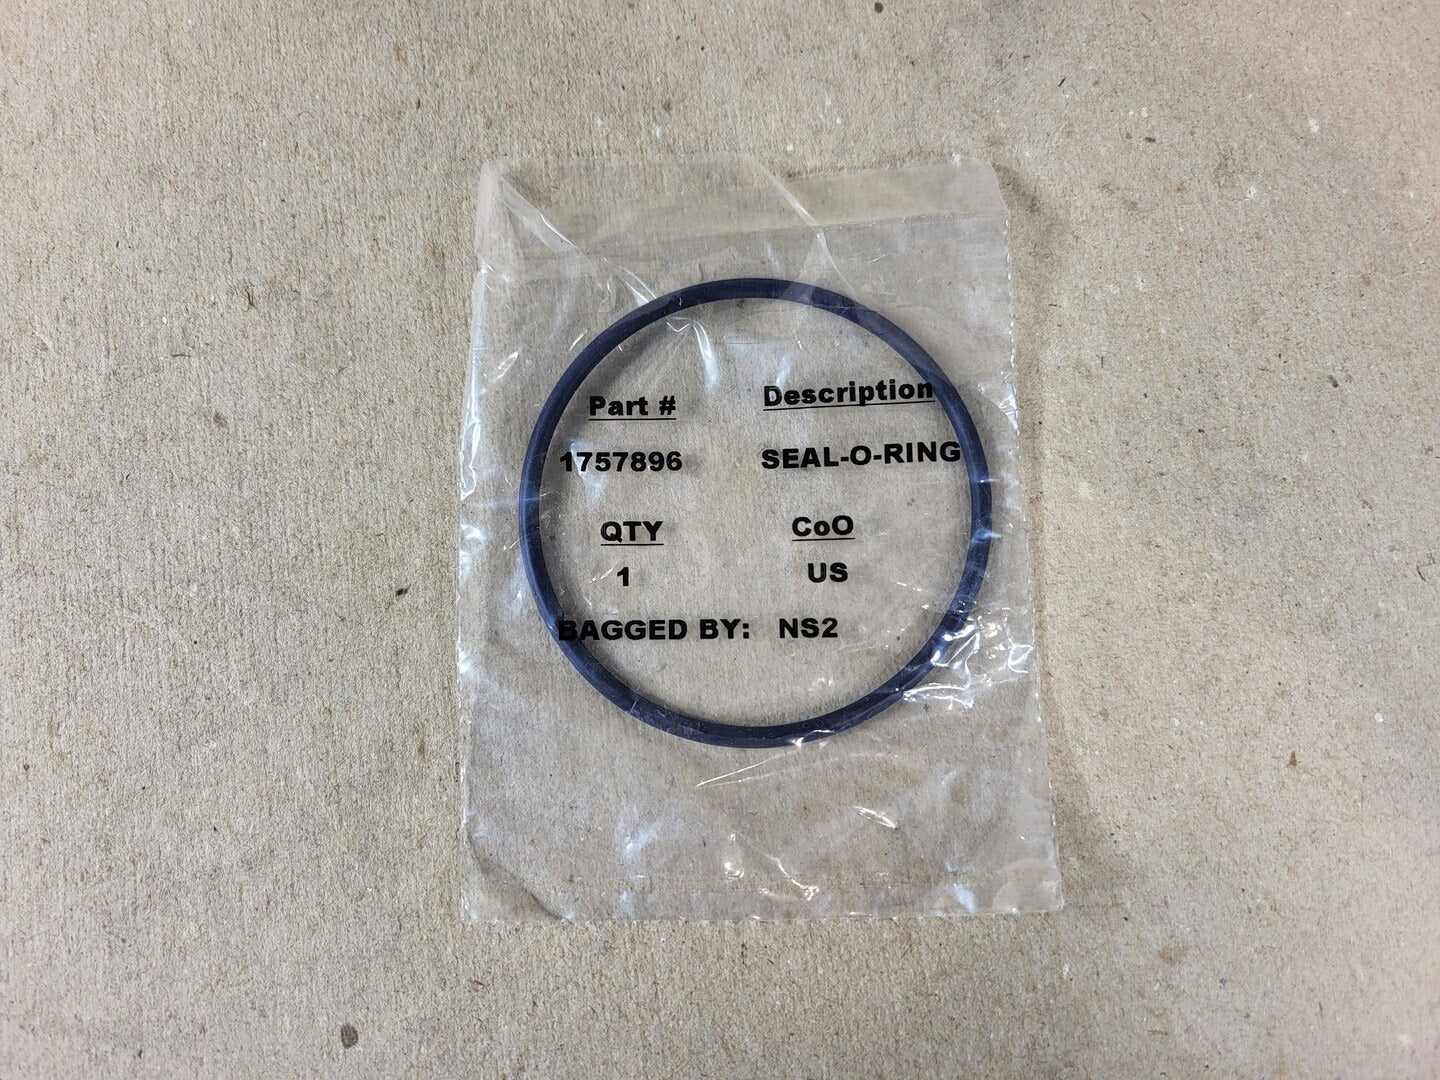 Part # Description
1757896 SEAL-O-RING
QTY CoO
1 US
BAGGED BY: NS2